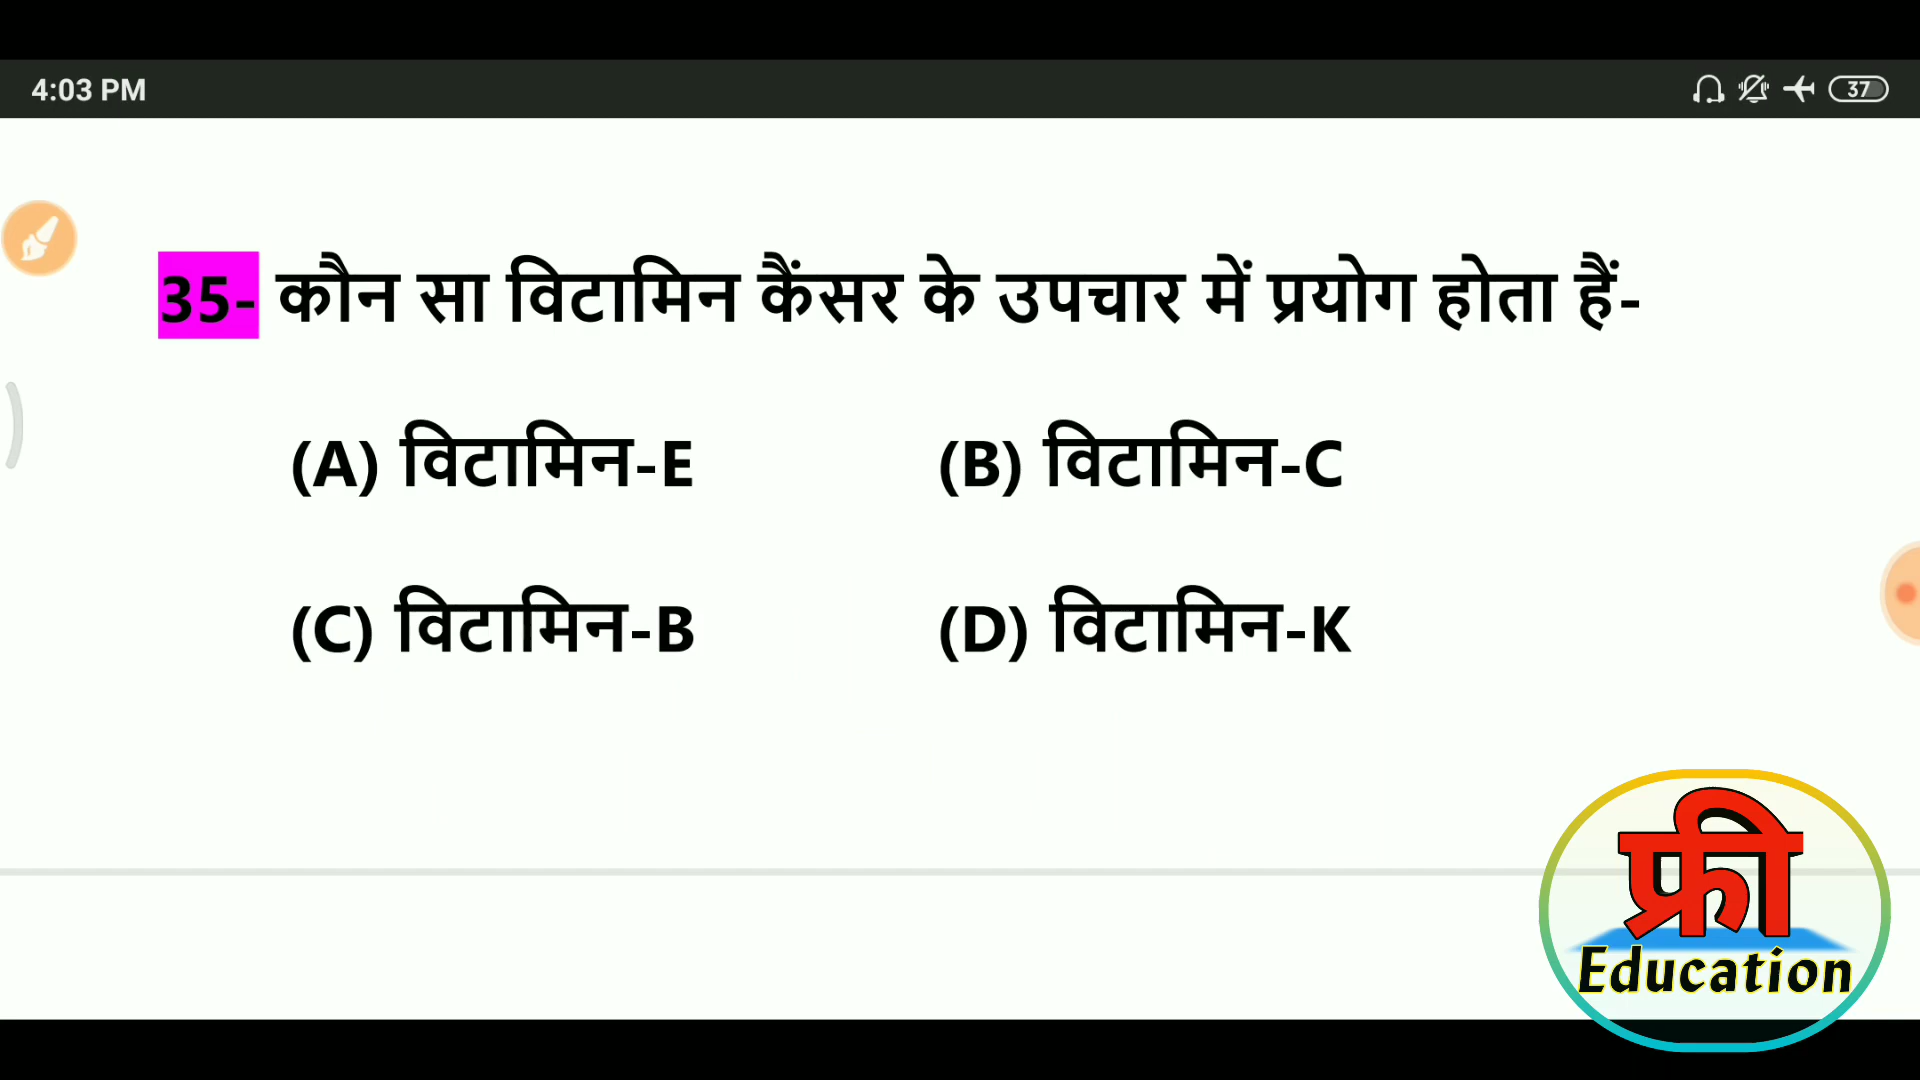 4:03 PM
37
35- कौन सा विटामिन कैंसर के उपचार में प्रयोग होता हैं-
(A) विटामिन-E (B) विटामिन-C
(C) विटामिन-B (D) विटामिन-K
फ्री
Education